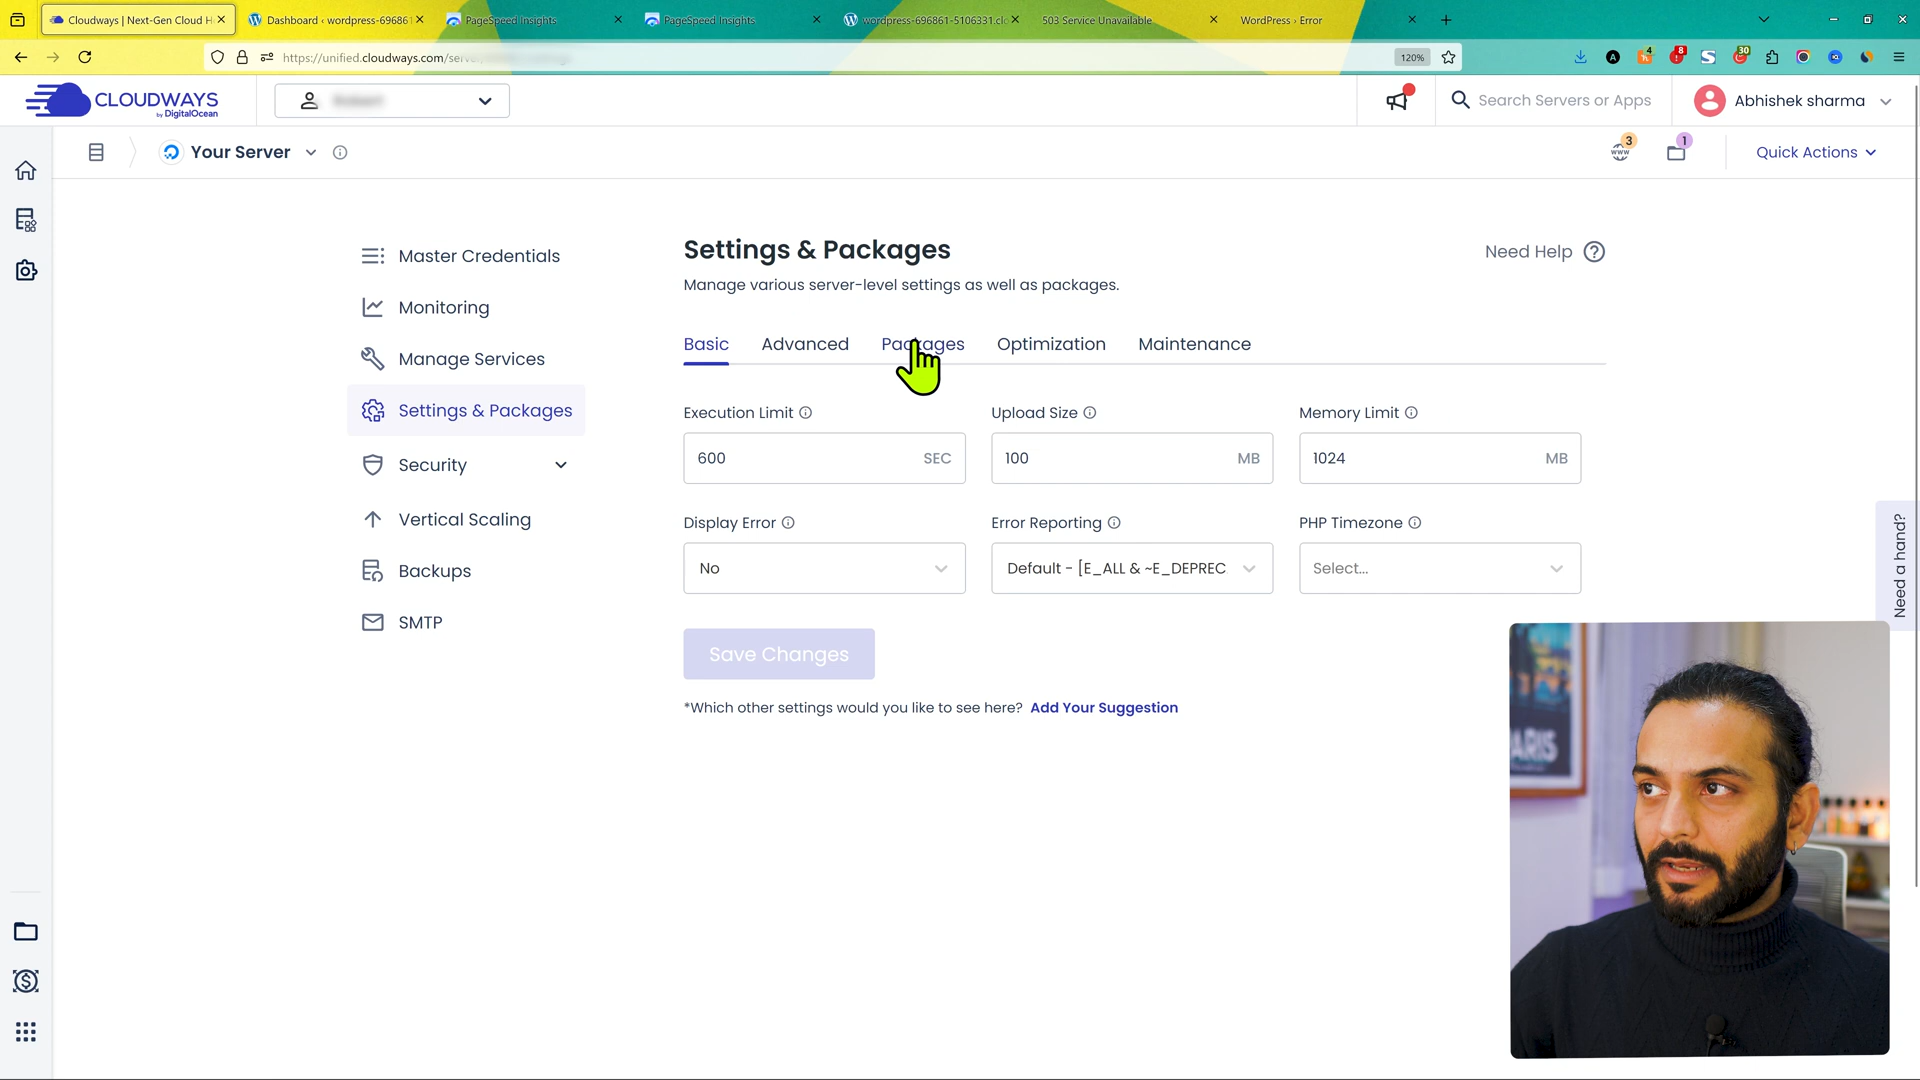 Cloudways | Next-Gen Cloud H
Dashboard ‹ wordpress-69686
PageSpeed Insights
PageSpeed Insights
wordpress-696861-5106331.cl
503 Service Unavailable
WordPress › Error
https://unified.cloudways.com/serv
120%
4
8
30
CLOUDWAYS
by DigitalOcean
Search Servers or Apps
Abhishek sharma
Your Server
www
3
1
Quick Actions
Master Credentials
Monitoring
Manage Services
Settings & Packages
Security
Vertical Scaling
Backups
SMTP
Settings & Packages
Need Help
Manage various server-level settings as well as packages.
Basic
Advanced
Packages
Optimization
Maintenance
Execution Limit
Upload Size
Memory Limit
600 SEC
100 MB
1024 MB
Display Error
Error Reporting
PHP Timezone
No
Default - [E_ALL & ~E_DEPREC
Select...
Save Changes
*Which other settings would you like to see here? Add Your Suggestion
Need a hand?
ARIS